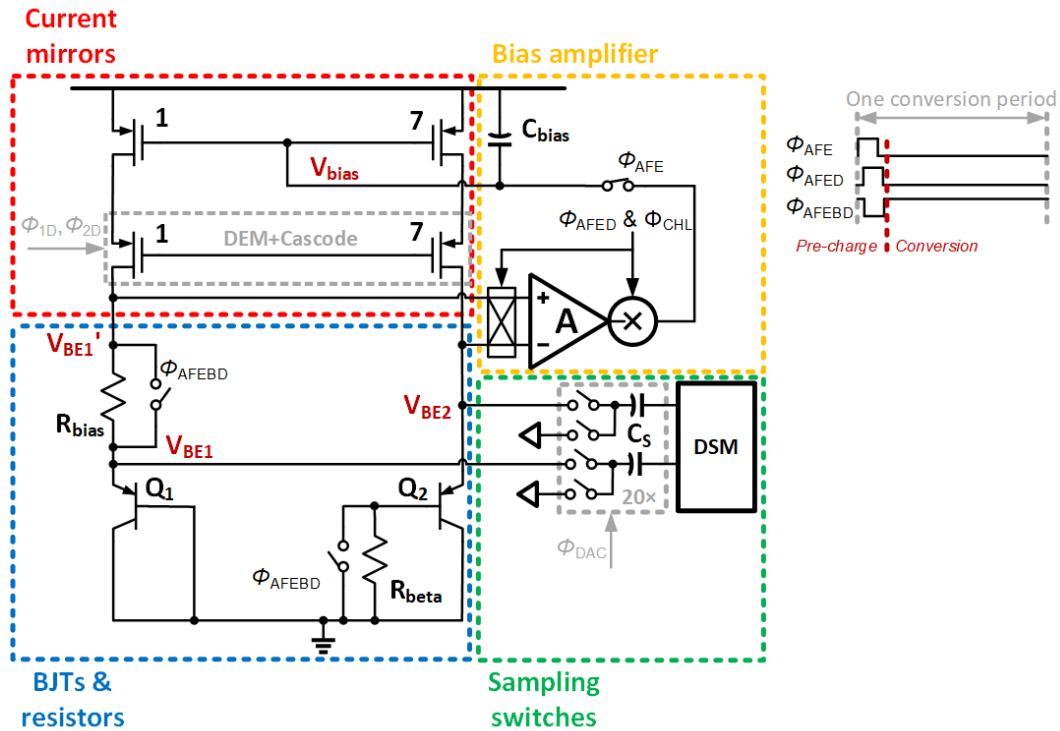 Current
mirrors
Bias amplifier
1
7
C_bias
V_bias
Φ_AFE
Φ_1D, Φ_2D
1
DEM+Cascode
7
Φ_AFED & Φ_CHL
+
A
−
×
V_BE1'
Φ_AFEBD
R_bias
V_BE1
V_BE2
C_S
DSM
Q_1
Q_2
20×
Φ_DAC
Φ_AFEBD
R_beta
BJTs &
resistors
Sampling
switches
One conversion period
Φ_AFE
Φ_AFED
Φ_AFEBD
Pre-charge
Conversion